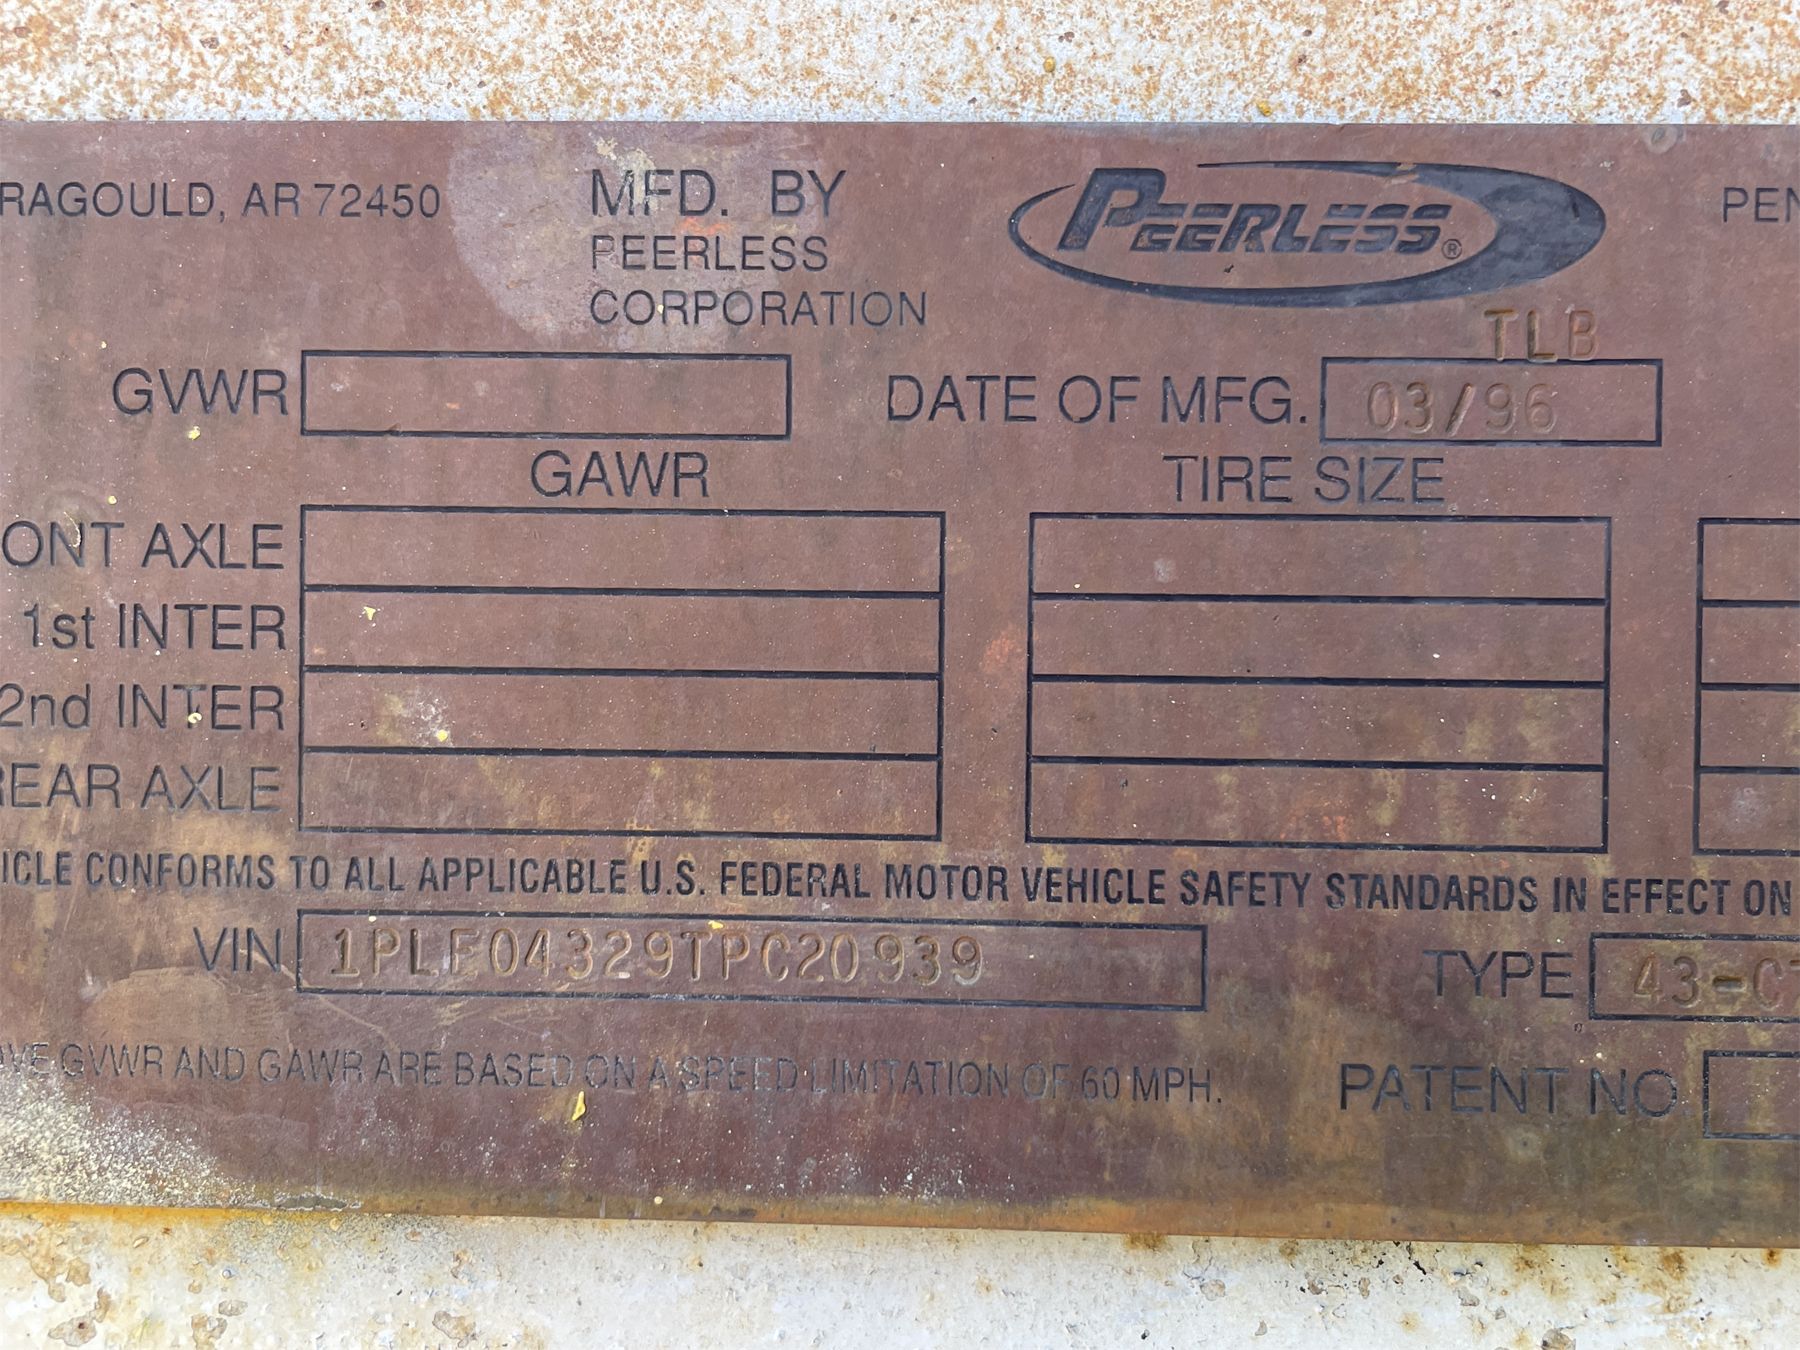 RAGOULD, AR 72450
MFD. BY
PEERLESS
CORPORATION
PEERLESS®
PEN
TLB
GVWR
DATE OF MFG. 03/96
GAWR
TIRE SIZE
ONT AXLE
1st INTER
2nd INTER
REAR AXLE
ICLE CONFORMS TO ALL APPLICABLE U.S. FEDERAL MOTOR VEHICLE SAFETY STANDARDS IN EFFECT ON
VIN 1PLE04329TPC20939
TYPE 43-C
OVE GVWR AND GAWR ARE BASED ON A SPEED LIMITATION OF 60 MPH.
PATENT NO